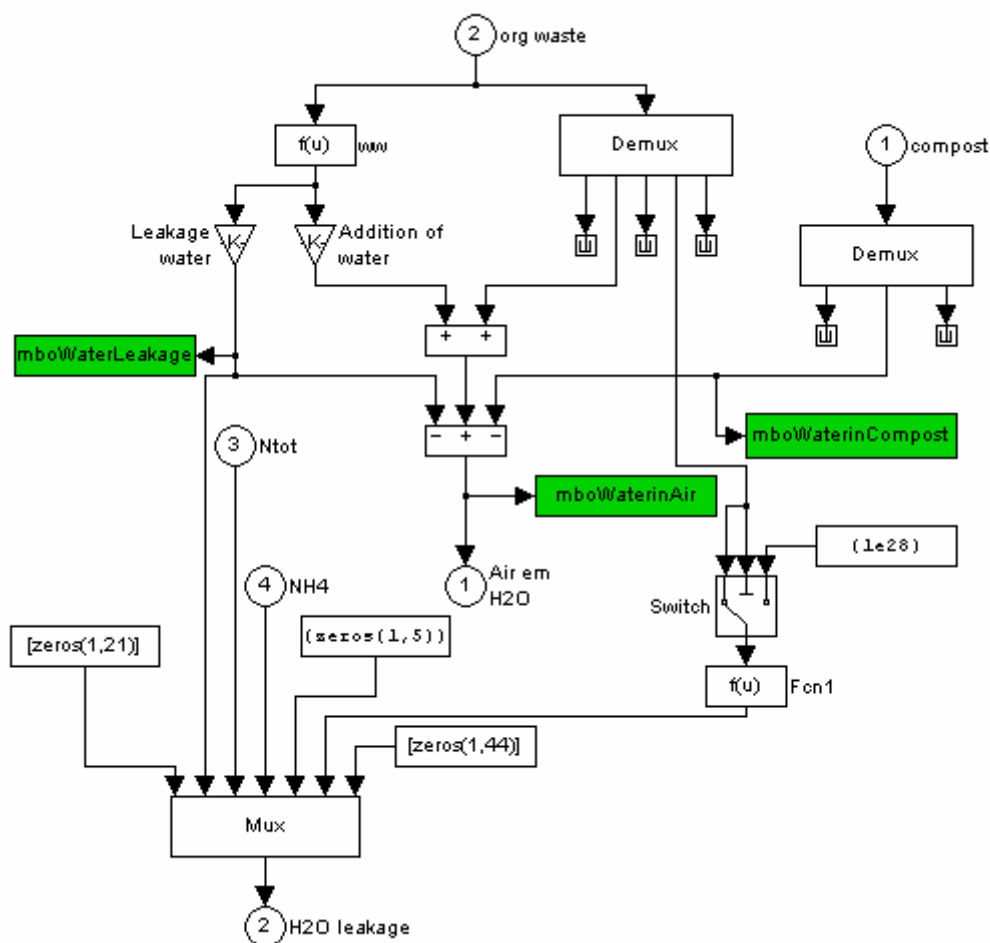 2 org waste
f(u) ww
Demux
1 compost
Leakage
water
K-
K-
Addition of
water
Demux
+ +
mboWaterLeakage
- + -
mboWaterinCompost
3 Ntot
mboWaterinAir
(1e28)
4 NH4
1 Air em
H2O
Switch
[zeros(1,21)]
(zeros(1,5))
f(u) Fcn1
[zeros(1,44)]
Mux
2 H2O leakage